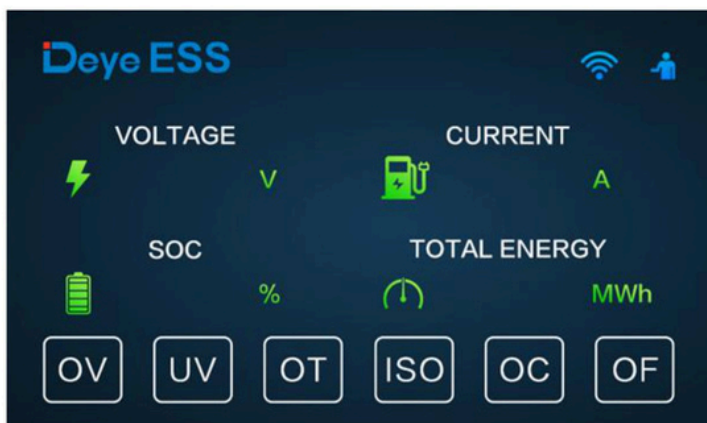 Deye ESS
VOLTAGE CURRENT
V A
SOC TOTAL ENERGY
% MWh
OV UV OT ISO OC OF